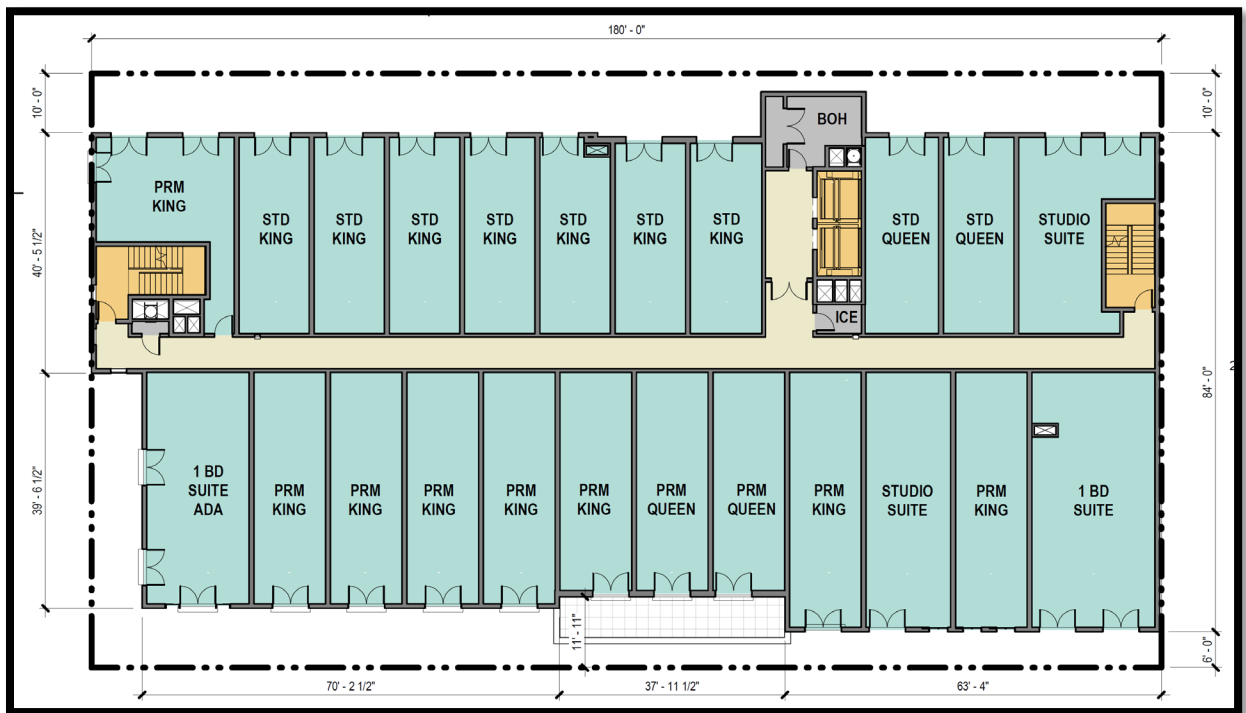 180' - 0"
10' - 0"
10' - 0"
BOH
PRM
KING
STD
KING
STD
KING
STD
KING
STD
KING
STD
KING
STD
KING
STD
KING
STD
QUEEN
STD
QUEEN
STUDIO
SUITE
40' - 5 1/2"
ICE
84' - 0"
39' - 6 1/2"
1 BD
SUITE
ADA
PRM
KING
PRM
KING
PRM
KING
PRM
KING
PRM
KING
PRM
QUEEN
PRM
QUEEN
PRM
KING
STUDIO
SUITE
PRM
KING
1 BD
SUITE
11' - 11"
6' - 0"
70' - 2 1/2"
37' - 11 1/2"
63' - 4"